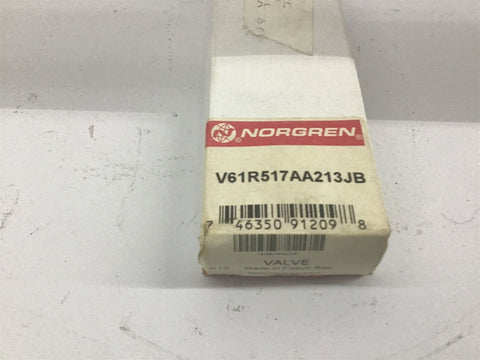 NORGREN
V61R517AA213JB
7 46350 91209 8
VALVE
Made in Czech Rep